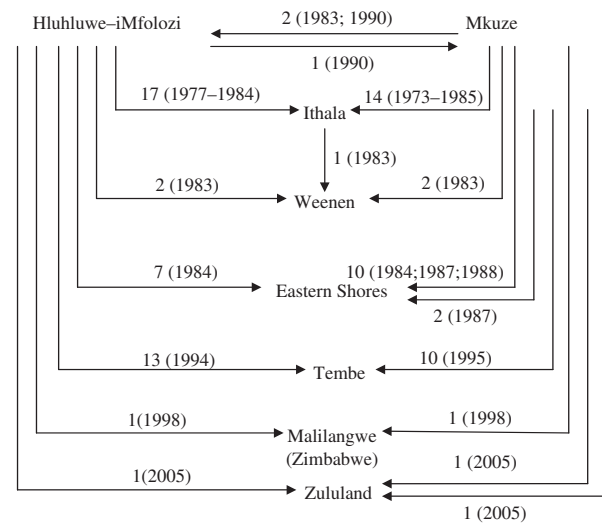 Hluhluwe–iMfolozi 2 (1983; 1990) Mkuze
1 (1990)
17 (1977–1984) 14 (1973–1985)
Ithala
1 (1983)
2 (1983) 2 (1983)
Weenen
7 (1984) 10 (1984;1987;1988)
Eastern Shores
2 (1987)
13 (1994) 10 (1995)
Tembe
1(1998) 1 (1998)
Malilangwe
(Zimbabwe)
1(2005) 1 (2005)
Zululand
1 (2005)